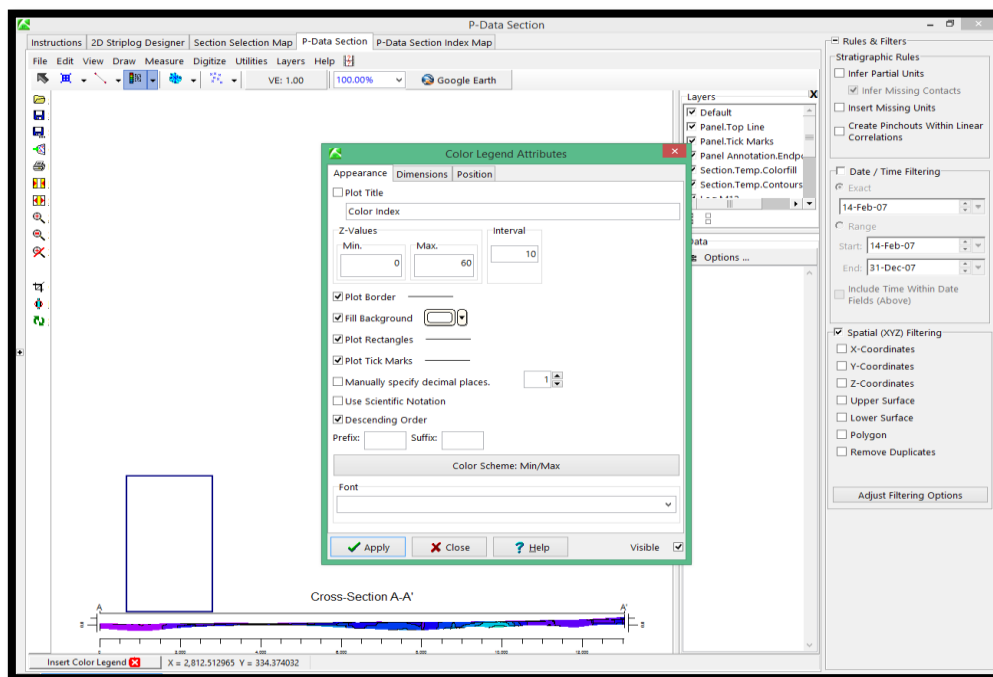 P-Data Section
Instructions 2D Striplog Designer Section Selection Map P-Data Section P-Data Section Index Map
File Edit View Draw Measure Digitize Utilities Layers Help
VE: 1.00 100.00% Google Earth
Layers X
Default
Panel.Top Line
Panel.Tick Marks
Panel Annotation.Endpo
Section.Temp.Colorfill
Section.Temp.Contours
Data
Options ...
Color Legend Attributes
Appearance Dimensions Position
Plot Title
Color Index
Z-Values
Min. Max. Interval
0 60 10
Plot Border
Fill Background
Plot Rectangles
Plot Tick Marks
Manually specify decimal places. 1
Use Scientific Notation
Descending Order
Prefix: Suffix:
Color Scheme: Min/Max
Font
Apply Close Help Visible
Cross-Section A-A'
A A'
Insert Color Legend X = 2,812.512965 Y = 334.374032
Rules & Filters
Stratigraphic Rules
Infer Partial Units
Infer Missing Contacts
Insert Missing Units
Create Pinchouts Within Linear
Correlations
Date / Time Filtering
Exact
14-Feb-07
Range
Start: 14-Feb-07
End: 31-Dec-07
Include Time Within Date
Fields (Above)
Spatial (XYZ) Filtering
X-Coordinates
Y-Coordinates
Z-Coordinates
Upper Surface
Lower Surface
Polygon
Remove Duplicates
Adjust Filtering Options